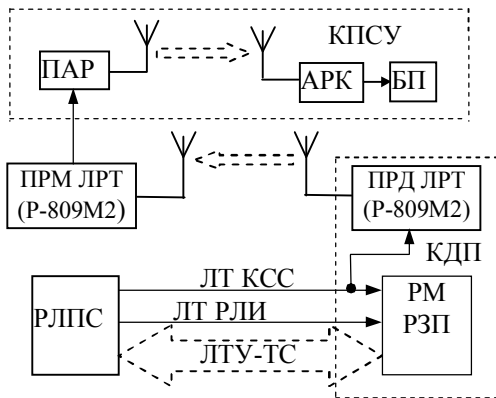 КПСУ
ПАР
АРК
БП
ПРМ ЛРТ
(Р-809М2)
ПРД ЛРТ
(Р-809М2)
КДП
ЛТ КСС
РЛПС
ЛТ РЛИ
РМ
РЗП
ЛТУ-ТС